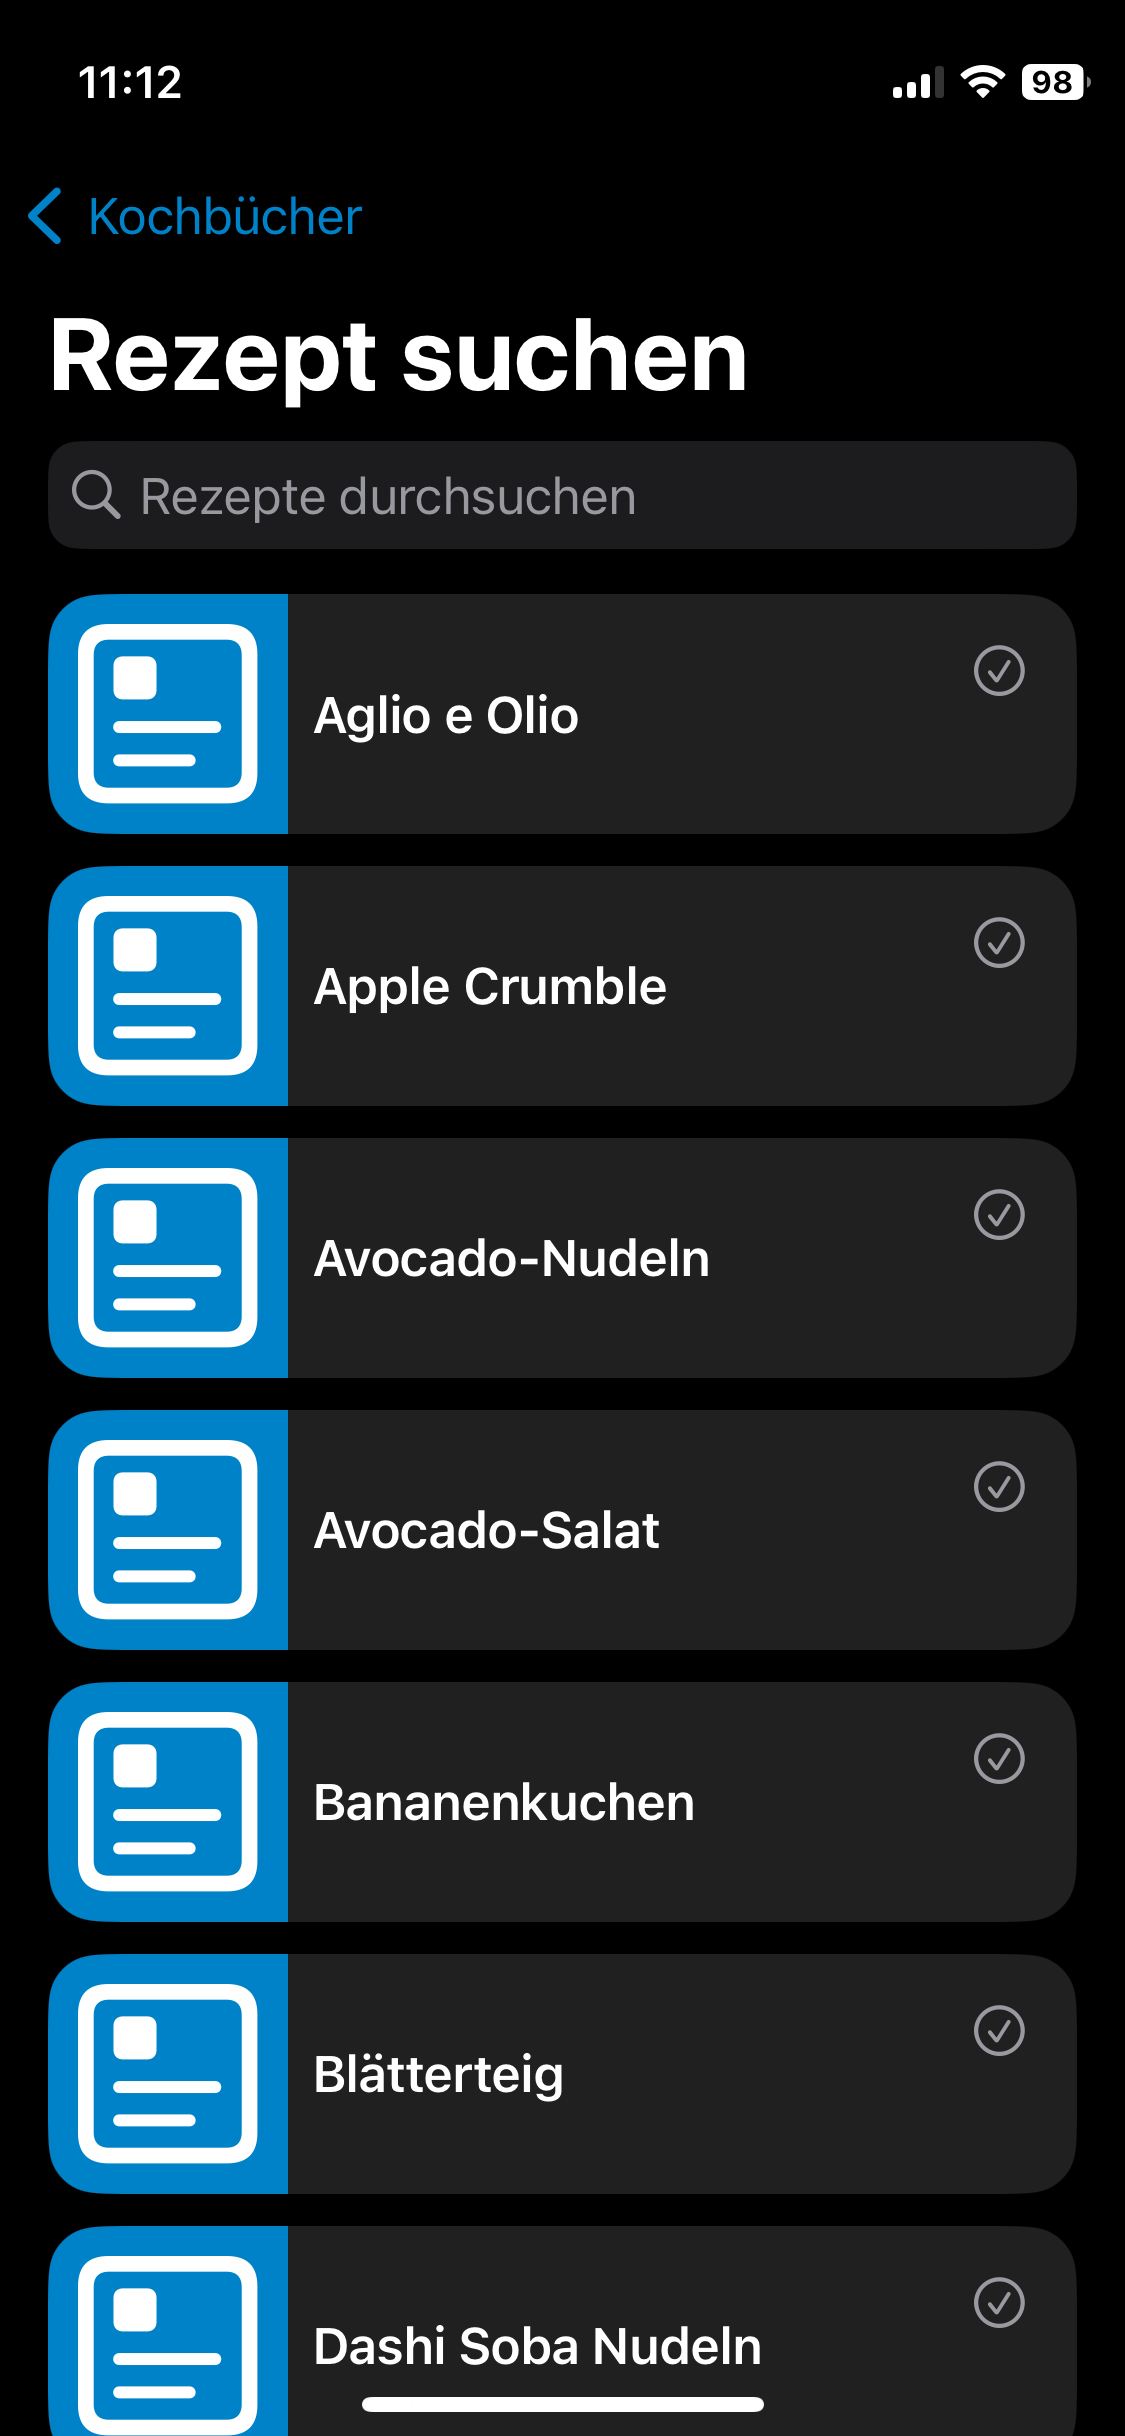 11:12
98
Kochbücher
Rezept suchen
Rezepte durchsuchen
Aglio e Olio
Apple Crumble
Avocado-Nudeln
Avocado-Salat
Bananenkuchen
Blätterteig
Dashi Soba Nudeln